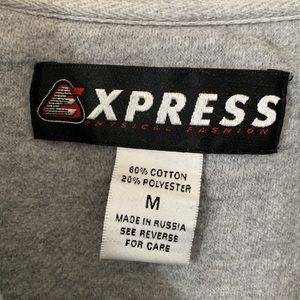 EXPRESS
PHYSICAL FASHION
80% COTTON
20% POLYESTER
M
MADE IN RUSSIA
SEE REVERSE
FOR CARE